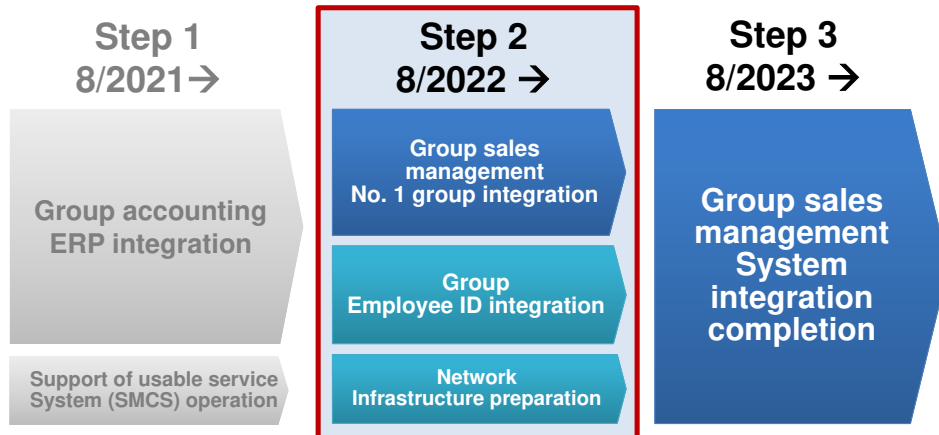 Step 1
8/2021→
Group accounting
ERP integration
Support of usable service
System (SMCS) operation
Step 2
8/2022 →
Group sales
management
No. 1 group integration
Group
Employee ID integration
Network
Infrastructure preparation
Step 3
8/2023 →
Group sales
management
System
integration
completion